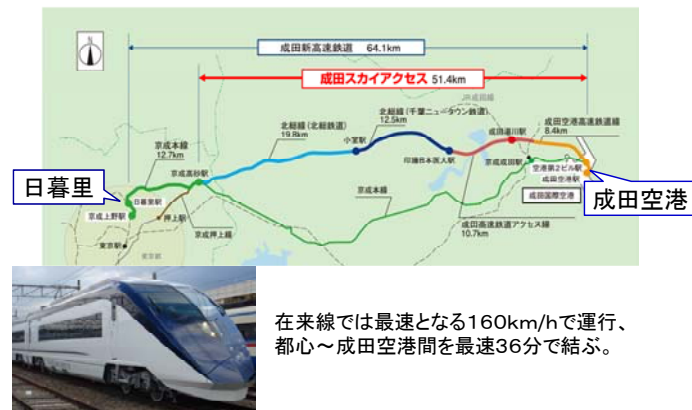 成田新高速鉄道 64.1km
成田スカイアクセス 51.4km
JR成田線
北総線(千葉ニュータウン鉄道)
12.5km
成田空港高速鉄道線
8.4km
北総線(北総鉄道)
19.8km
小室駅
成田湯川駅
京成本線
12.7km
印旛日本医大駅
京成成田駅
空港第2ビル駅
成田空港駅
京成高砂駅
日暮里
日暮里駅
京成上野駅
押上駅
京成本線
成田国際空港
成田空港
京成押上線
成田高速鉄道アクセス線
10.7km
東京駅
東京都
在来線では最速となる160km/hで運行、
都心~成田空港間を最速36分で結ぶ。